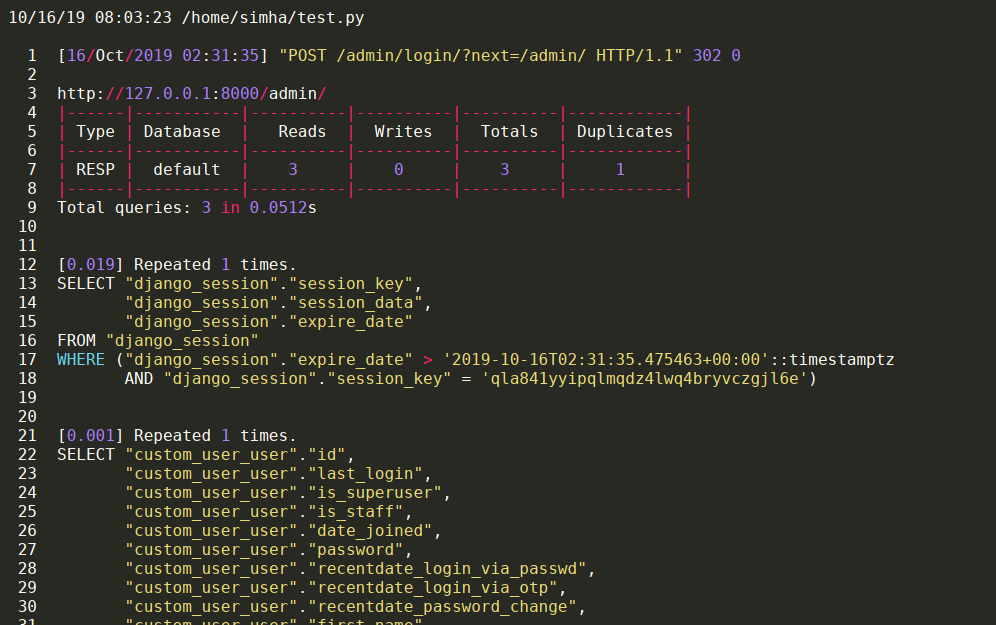 10/16/19 08:03:23 /home/simha/test.py
1 [16/Oct/2019 02:31:35] "POST /admin/login/?next=/admin/ HTTP/1.1" 302 0
2
3 http://127.0.0.1:8000/admin/
4 |------|-----------|----------|----------|----------|------------|
5 | Type | Database  |   Reads  |  Writes  |  Totals  | Duplicates |
6 |------|-----------|----------|----------|----------|------------|
7 | RESP |  default  |    3     |    0     |    3     |     1      |
8 |------|-----------|----------|----------|----------|------------|
9 Total queries: 3 in 0.0512s
10
11
12 [0.019] Repeated 1 times.
13 SELECT "django_session"."session_key",
14        "django_session"."session_data",
15        "django_session"."expire_date"
16 FROM "django_session"
17 WHERE ("django_session"."expire_date" > '2019-10-16T02:31:35.475463+00:00'::timestamptz
18        AND "django_session"."session_key" = 'qla841yyipqlmqdz4lwq4bryvczgjl6e')
19
20
21 [0.001] Repeated 1 times.
22 SELECT "custom_user_user"."id",
23        "custom_user_user"."last_login",
24        "custom_user_user"."is_superuser",
25        "custom_user_user"."is_staff",
26        "custom_user_user"."date_joined",
27        "custom_user_user"."password",
28        "custom_user_user"."recentdate_login_via_passwd",
29        "custom_user_user"."recentdate_login_via_otp",
30        "custom_user_user"."recentdate_password_change",
31        "custom_user_user"."first_name"